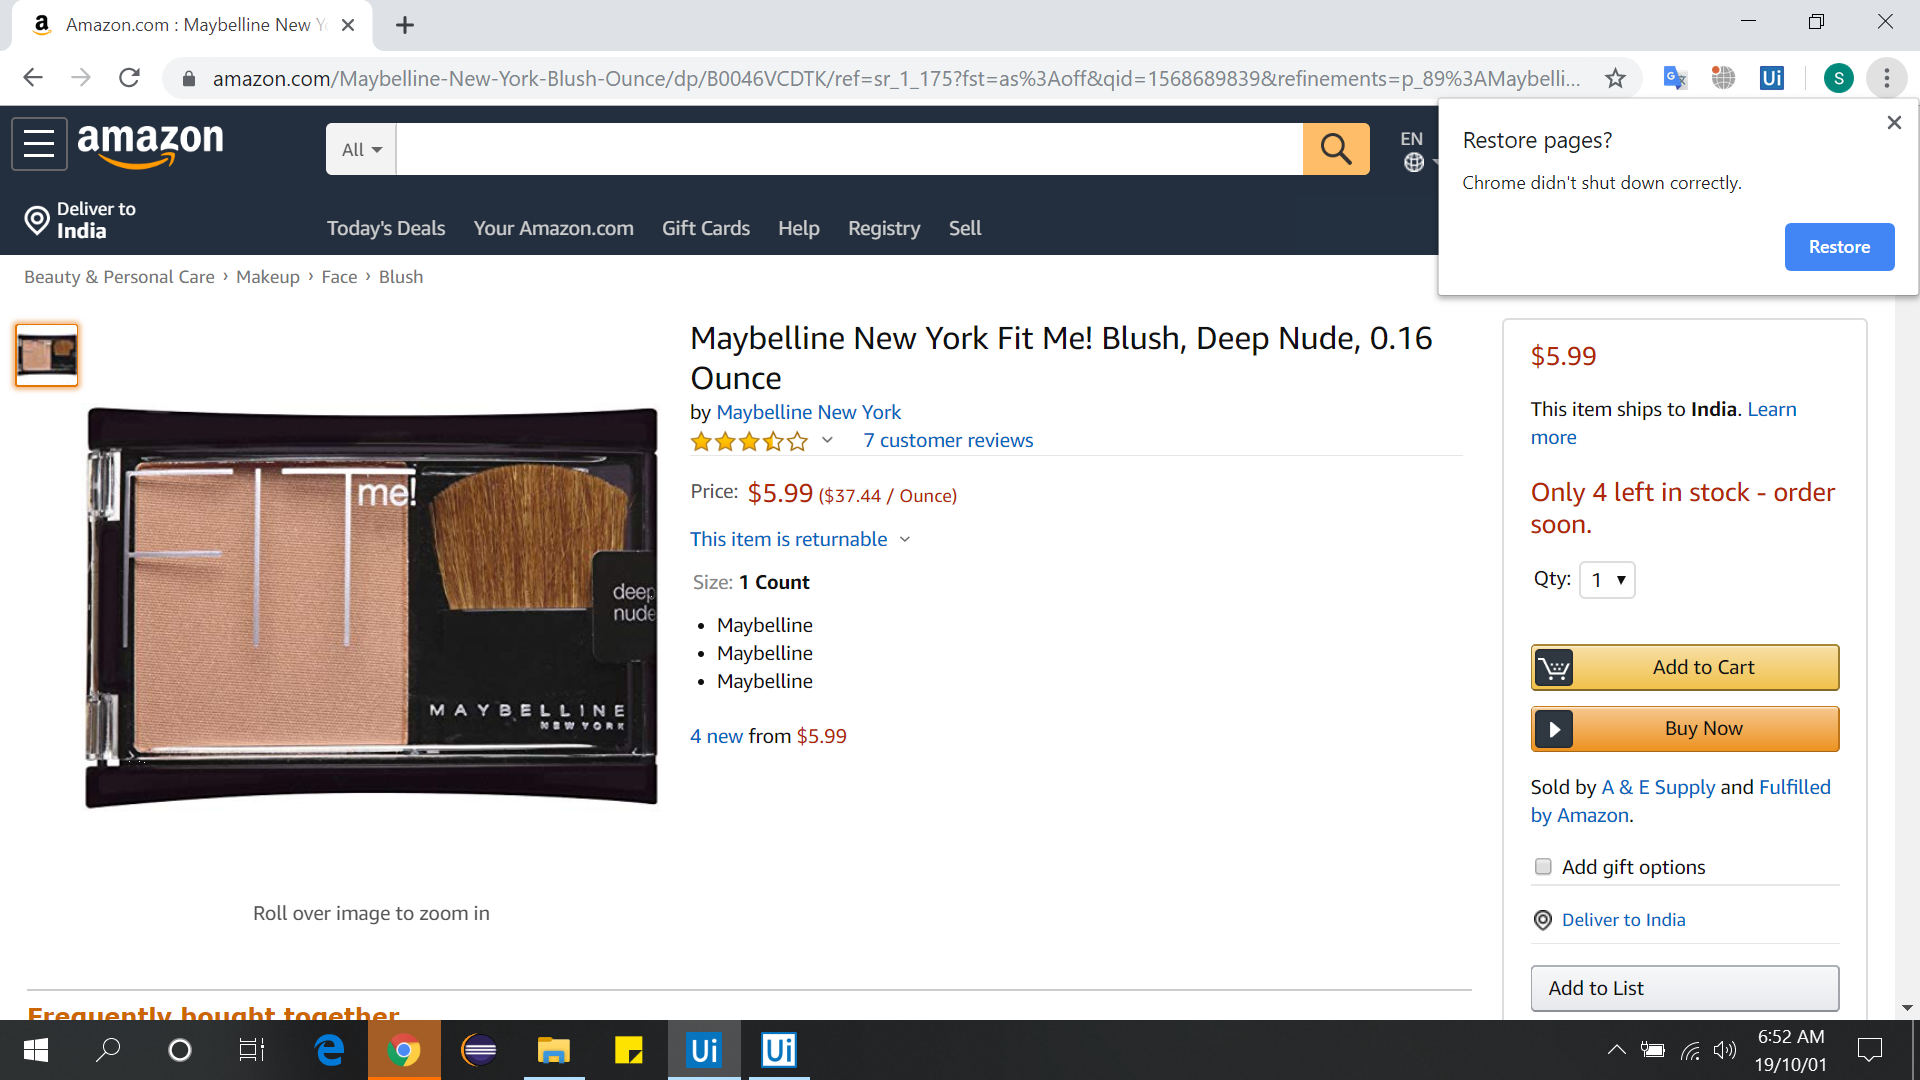 Amazon.com : Maybelline New Y
amazon.com/Maybelline-New-York-Blush-Ounce/dp/B0046VCDTK/ref=sr_1_175?fst=as%3Aoff&qid=1568689839&refinements=p_89%3AMaybelli...
Ui
S
Restore pages?
Chrome didn't shut down correctly.
Restore
amazon
All
EN
Deliver to
India
Today's Deals
Your Amazon.com
Gift Cards
Help
Registry
Sell
Beauty & Personal Care › Makeup › Face › Blush
Maybelline New York Fit Me! Blush, Deep Nude, 0.16
Ounce
by Maybelline New York
7 customer reviews
Price: $5.99 ($37.44 / Ounce)
This item is returnable
Size: 1 Count
• Maybelline
• Maybelline
• Maybelline
4 new from $5.99
FIT me!
deep
nude
MAYBELLINE
NEW YORK
Roll over image to zoom in
$5.99
This item ships to India. Learn
more
Only 4 left in stock - order
soon.
Qty: 1
Add to Cart
Buy Now
Sold by A & E Supply and Fulfilled
by Amazon.
Add gift options
Deliver to India
Add to List
Frequently bought together
Ui
Ui
6:52 AM
19/10/01